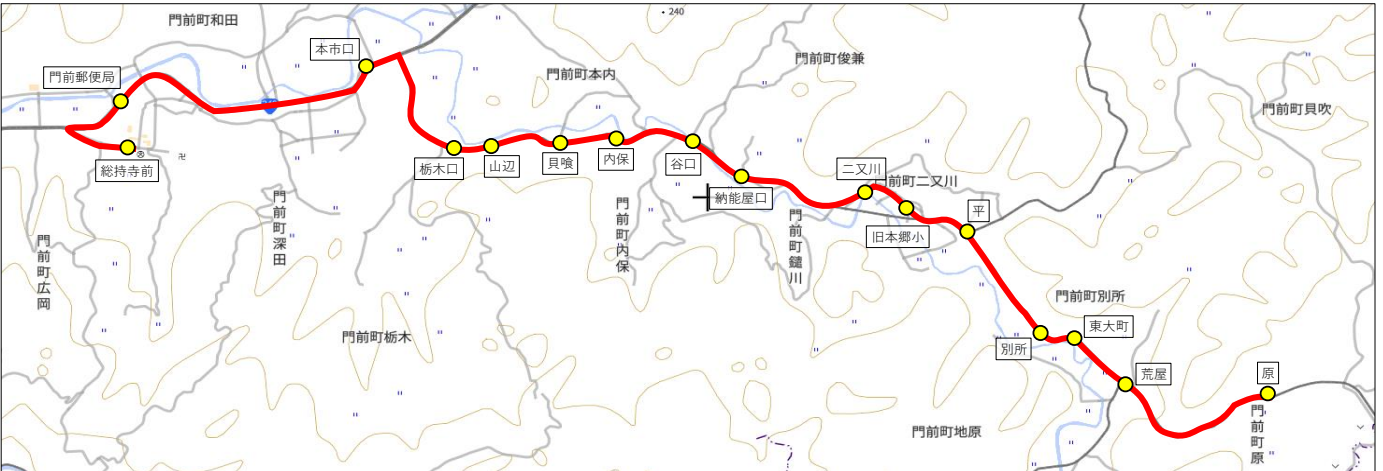 門前町和田
・240
本市口
門前町俊兼
門前郵便局
門前町本内
門前町貝吹
総持寺前
栃木口
山辺
貝喰
内保
谷口
二又川
門前町二又川
納能屋口
旧本郷小
平
門前町深田
門前町内保
門前町鑓川
門前町広岡
門前町別所
東大町
門前町栃木
別所
荒屋
原
門前町地原
門前町原